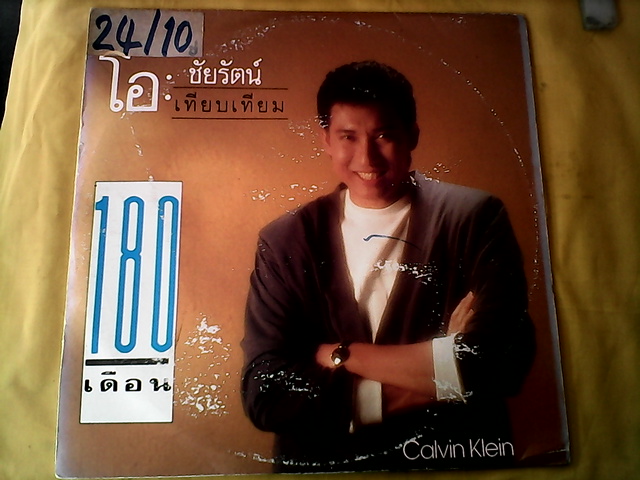 24/10
โอ๋:
ชัยรัตน์
เทียบเทียม
180
เดือน
Calvin Klein